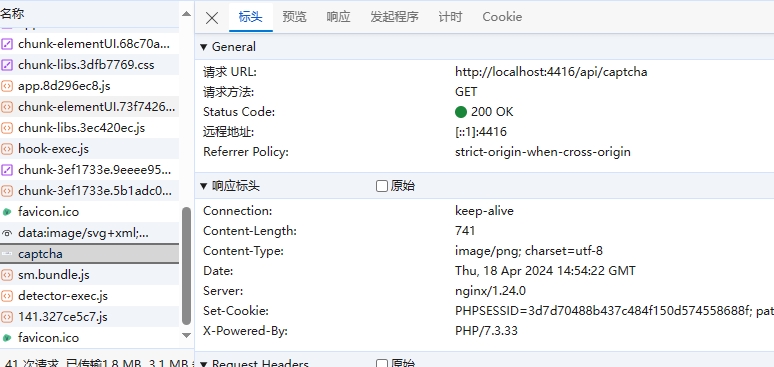 名称
chunk-elementUI.68c70a...
chunk-libs.3dfb7769.css
app.8d296ec8.js
chunk-elementUI.73f7426...
chunk-libs.3ec420ec.js
hook-exec.js
chunk-3ef1733e.9eeee95...
chunk-3ef1733e.5b1adc0...
favicon.ico
data:image/svg+xml;...
captcha
sm.bundle.js
detector-exec.js
141.327ce5c7.js
favicon.ico
41 次请求 已传输1.8 MB 3.1 MB
标头 预览 响应 发起程序 计时 Cookie
General
请求 URL: http://localhost:4416/api/captcha
请求方法: GET
Status Code: 200 OK
远程地址: [::1]:4416
Referrer Policy: strict-origin-when-cross-origin
响应标头 原始
Connection: keep-alive
Content-Length: 741
Content-Type: image/png; charset=utf-8
Date: Thu, 18 Apr 2024 14:54:22 GMT
Server: nginx/1.24.0
Set-Cookie: PHPSESSID=3d7d70488b437c484f150d574558688f; pat
X-Powered-By: PHP/7.3.33
Request Headers 原始